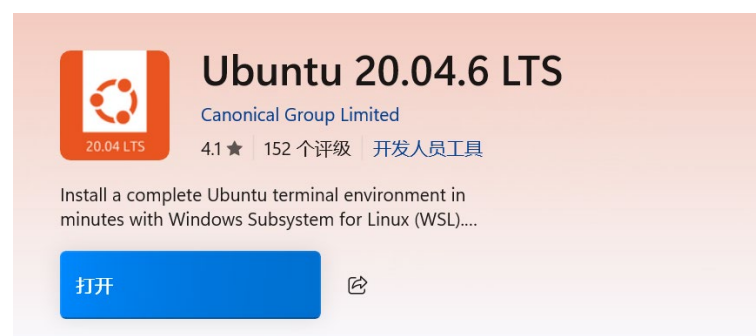 Ubuntu 20.04.6 LTS
Canonical Group Limited
20.04 LTS
4.1★ 152 个评级 开发人员工具
Install a complete Ubuntu terminal environment in
minutes with Windows Subsystem for Linux (WSL)....
打开